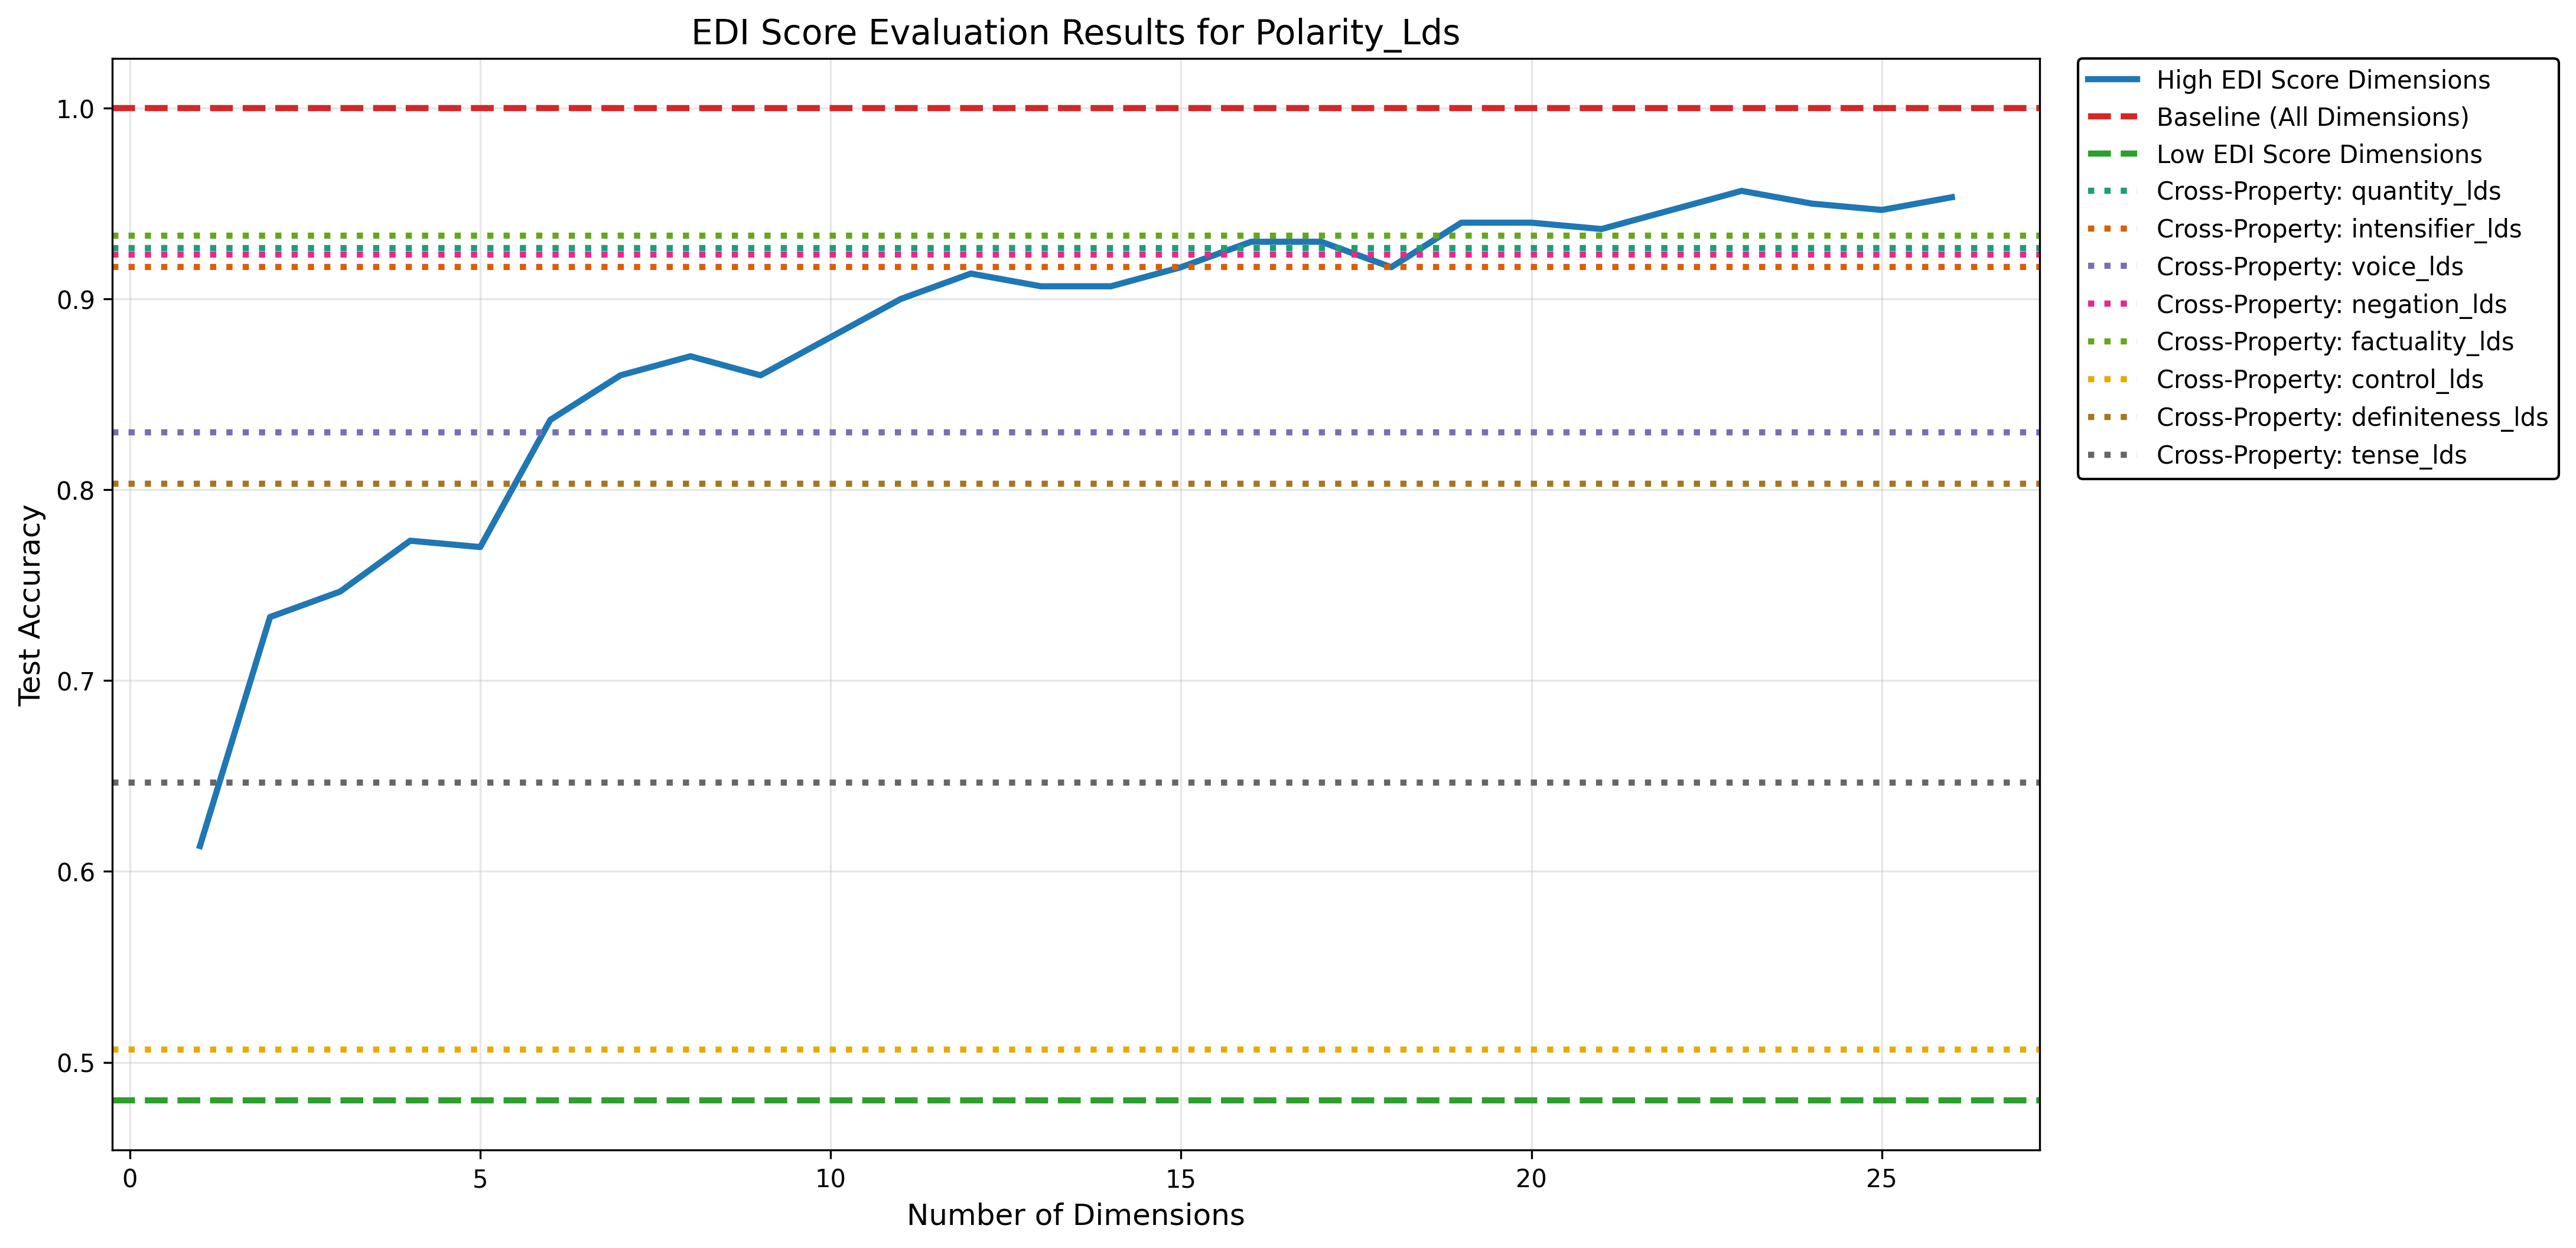 EDI Score Evaluation Results for Polarity_Lds
Test Accuracy
1.0
0.9
0.8
0.7
0.6
0.5
0
5
10
15
20
25
Number of Dimensions
High EDI Score Dimensions
Baseline (All Dimensions)
Low EDI Score Dimensions
Cross-Property: quantity_lds
Cross-Property: intensifier_lds
Cross-Property: voice_lds
Cross-Property: negation_lds
Cross-Property: factuality_lds
Cross-Property: control_lds
Cross-Property: definiteness_lds
Cross-Property: tense_lds